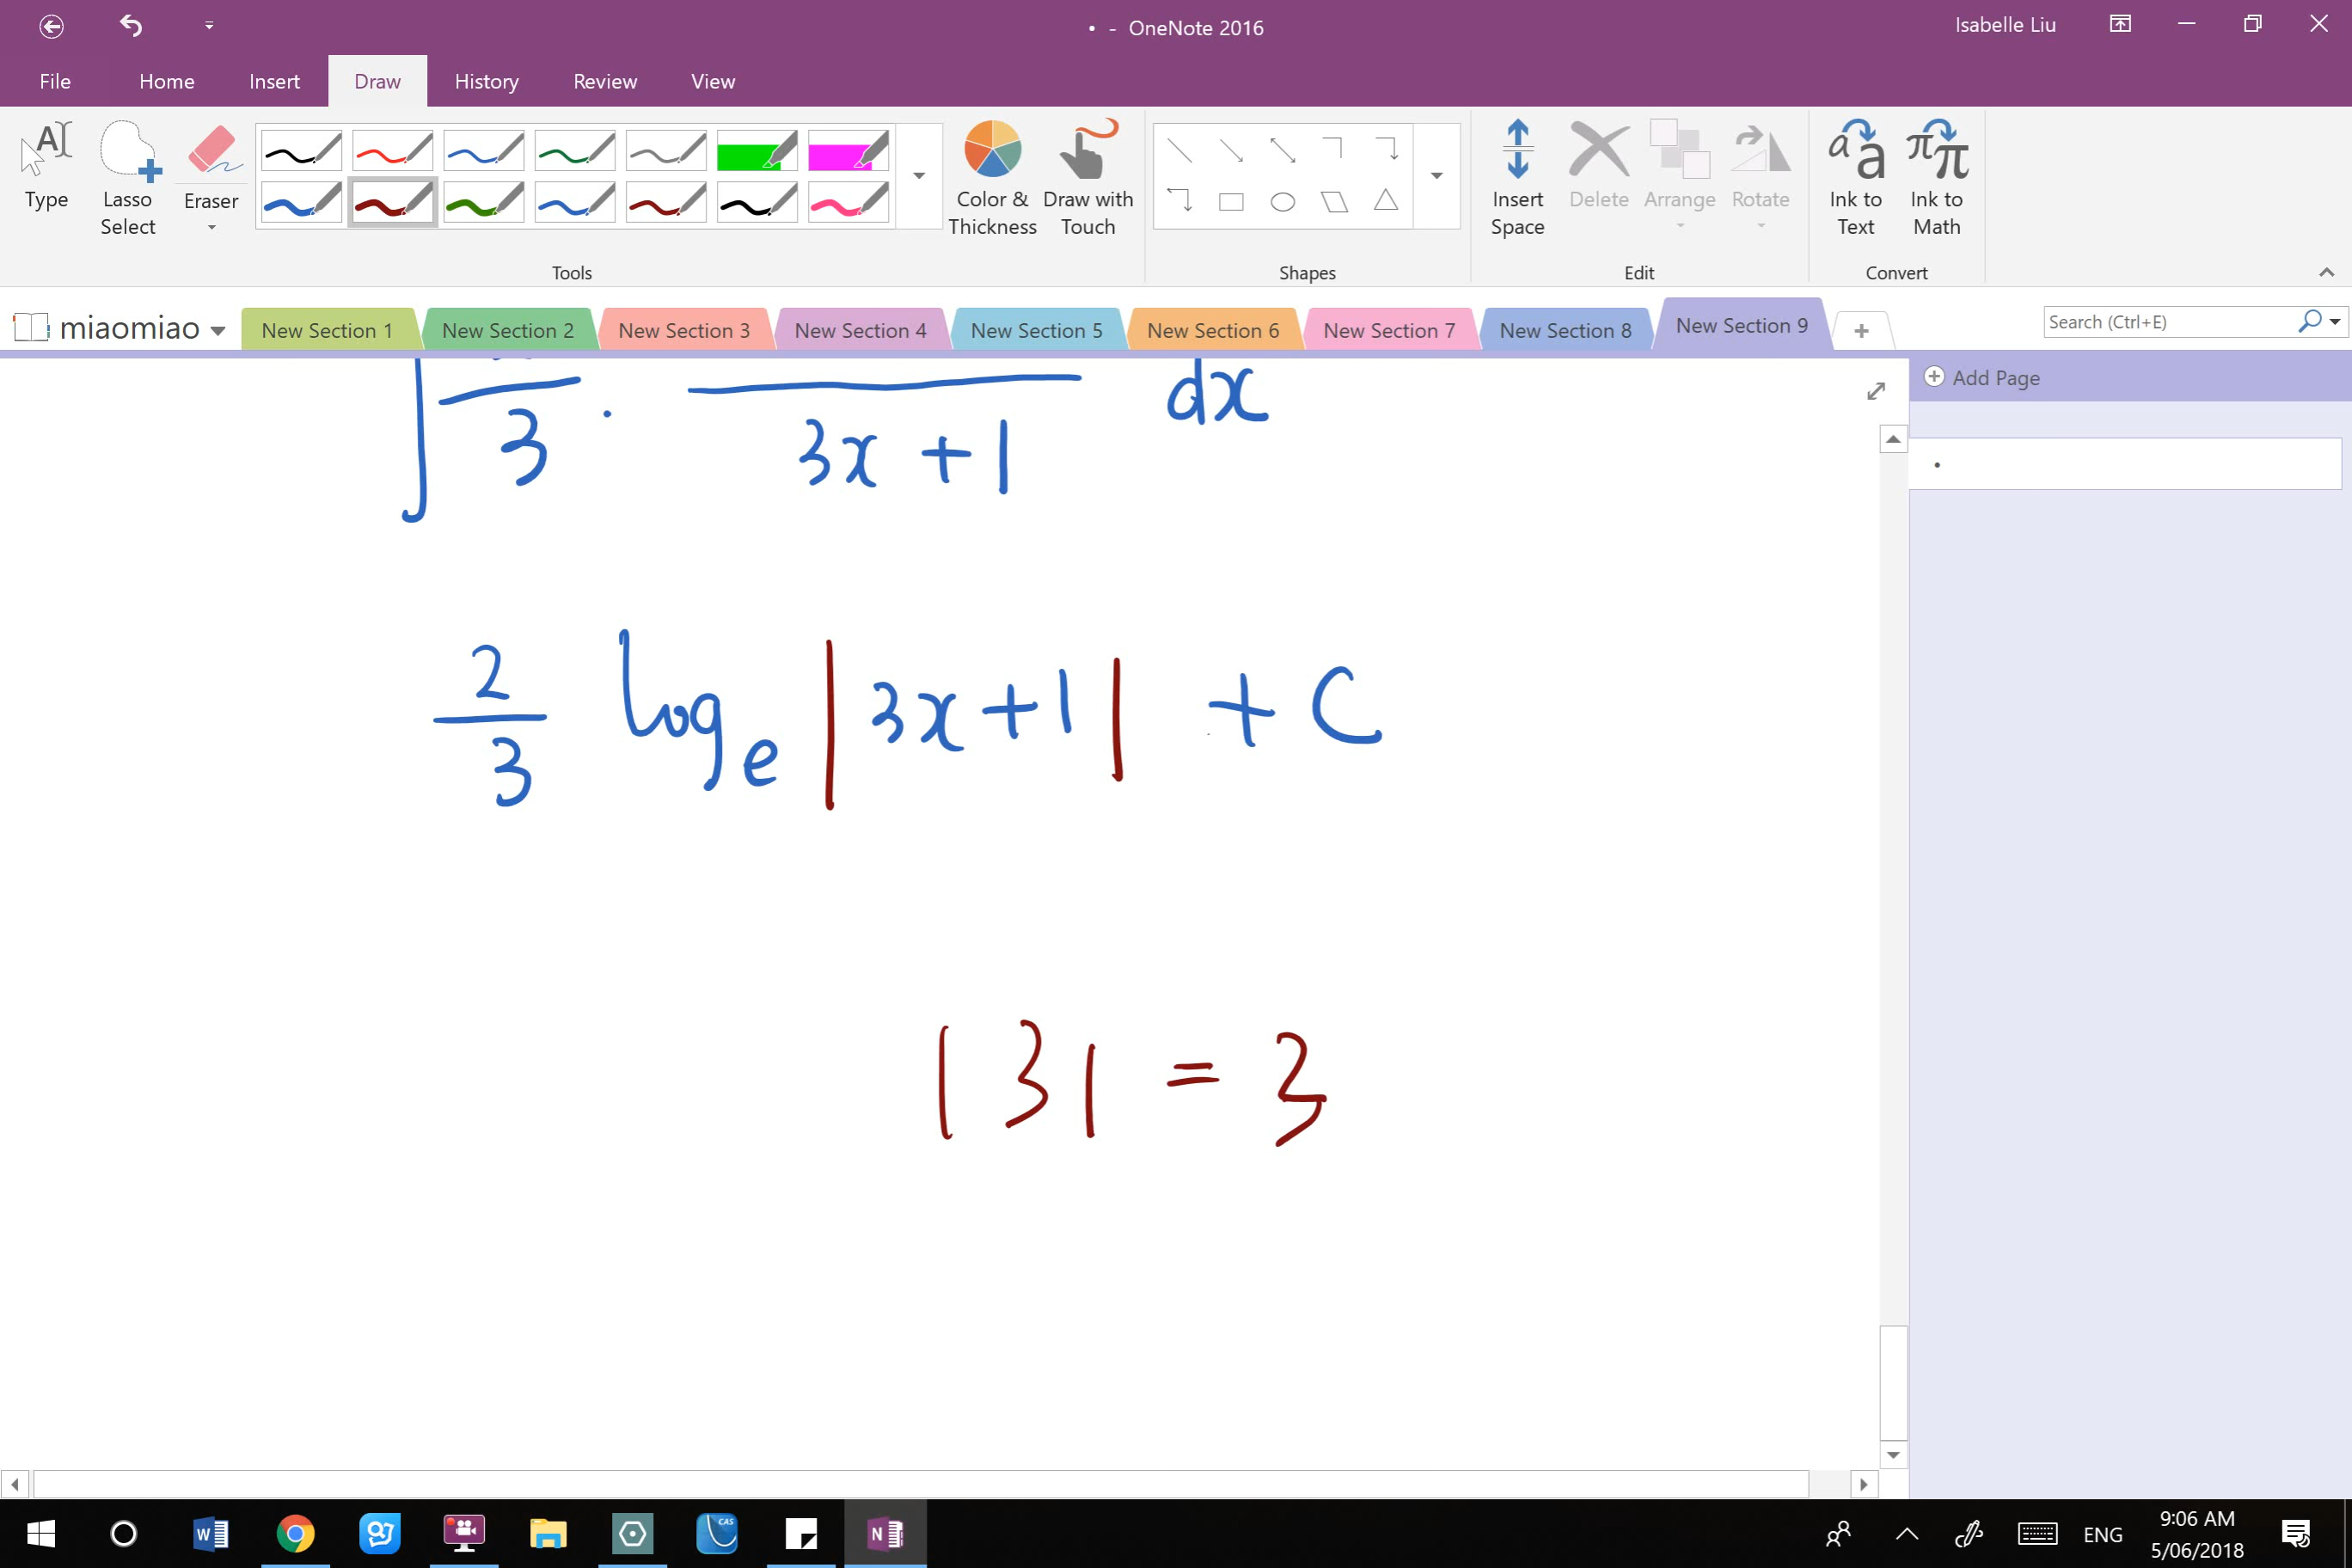 • - OneNote 2016
Isabelle Liu
File Home Insert Draw History Review View
Type
Lasso Select
Eraser
Color & Thickness
Draw with Touch
Insert Space
Delete
Arrange
Rotate
Ink to Text
Ink to Math
Tools
Shapes
Edit
Convert
miaomiao
New Section 1
New Section 2
New Section 3
New Section 4
New Section 5
New Section 6
New Section 7
New Section 8
New Section 9
Search (Ctrl+E)
Add Page
∫ /3 · /(3x+1) dx
2/3 logₑ |3x+1| + C
|3| = 3
CAS
ENG
9:06 AM
5/06/2018